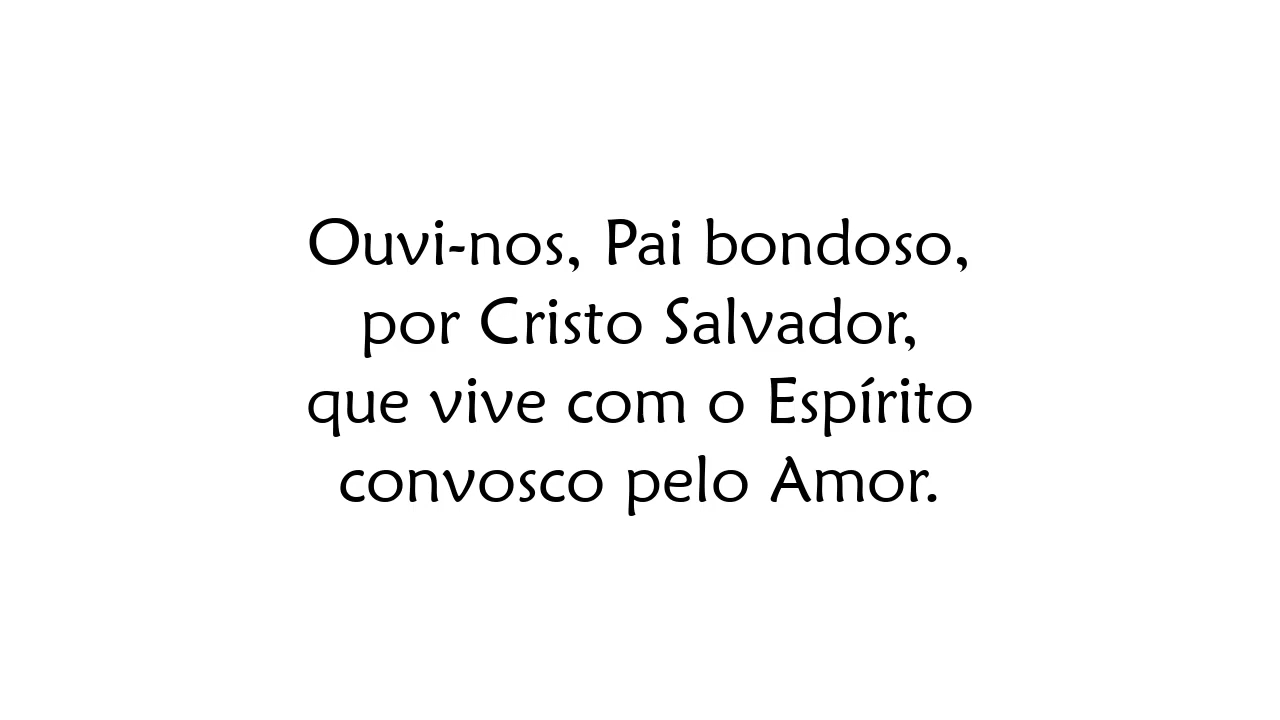 Ouvi-nos, Pai bondoso,
por Cristo Salvador,
que vive com o Espírito
convosco pelo Amor.